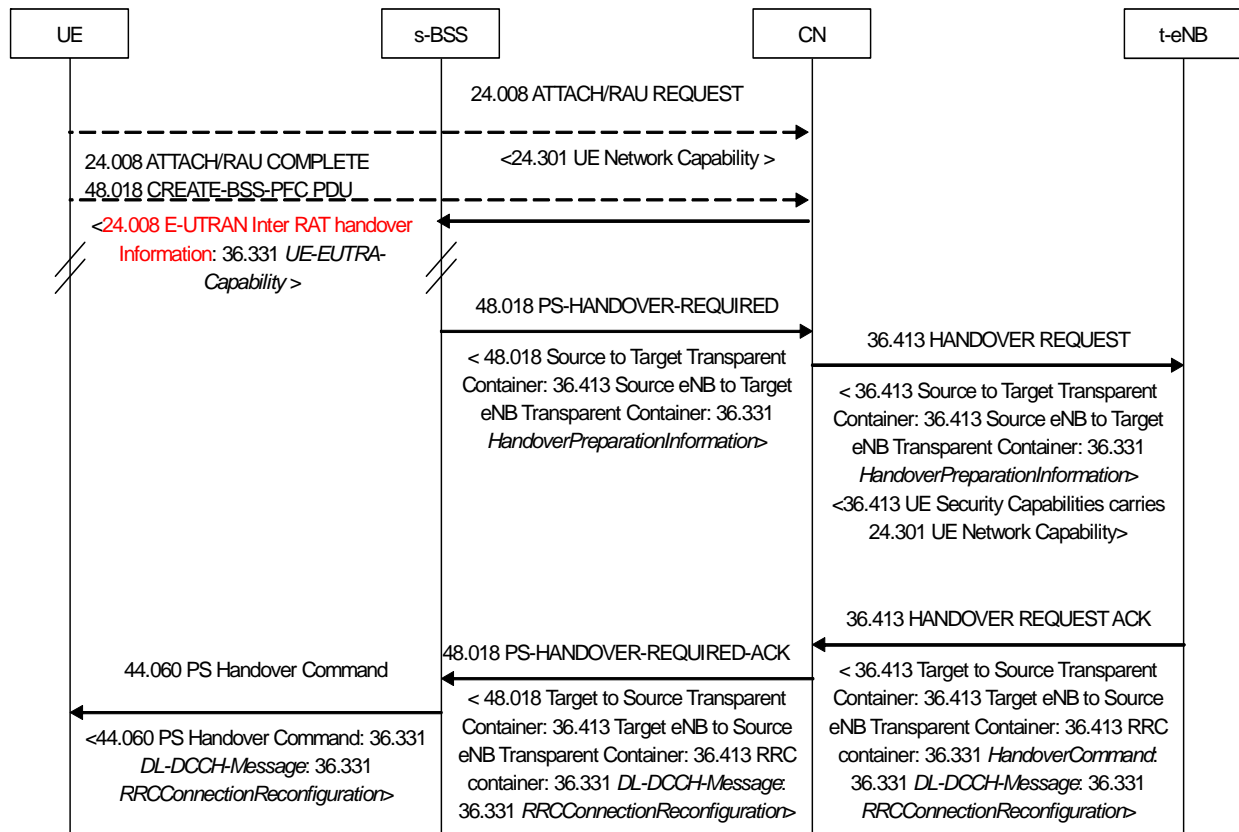 UE
s-BSS
CN
t-eNB
24.008 ATTACH/RAU REQUEST
<24.301 UE Network Capability >
24.008 ATTACH/RAU COMPLETE
48.018 CREATE-BSS-PFC PDU
<24.008 E-UTRAN Inter RAT handover
Information: 36.331 UE-EUTRA-
Capability >
48.018 PS-HANDOVER-REQUIRED
< 48.018 Source to Target Transparent
Container: 36.413 Source eNB to Target
eNB Transparent Container: 36.331
HandoverPreparationInformation>
36.413 HANDOVER REQUEST
< 36.413 Source to Target Transparent
Container: 36.413 Source eNB to Target
eNB Transparent Container: 36.331
HandoverPreparationInformation>
<36.413 UE Security Capabilities carries
24.301 UE Network Capability>
36.413 HANDOVER REQUEST ACK
< 36.413 Target to Source Transparent
Container: 36.413 Target eNB to Source
eNB Transparent Container: 36.413 RRC
container: 36.331 HandoverCommand:
36.331 DL-DCCH-Message: 36.331
RRCConnectionReconfiguration>
48.018 PS-HANDOVER-REQUIRED-ACK
< 48.018 Target to Source Transparent
Container: 36.413 Target eNB to Source
eNB Transparent Container: 36.413 RRC
container: 36.331 DL-DCCH-Message:
36.331 RRCConnectionReconfiguration>
44.060 PS Handover Command
<44.060 PS Handover Command: 36.331
DL-DCCH-Message: 36.331
RRCConnectionReconfiguration>